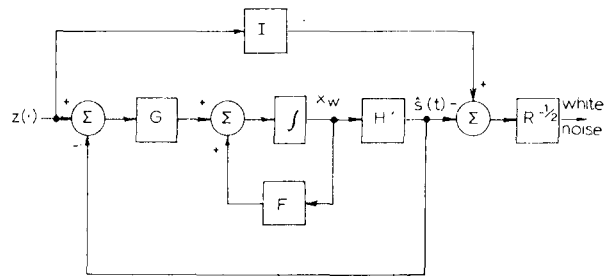 I
z(·)
+
Σ
-
G
+
Σ
+
∫
x_w
H'
ŝ(t)
-
+
Σ
R^{-1/2}
white
noise
F